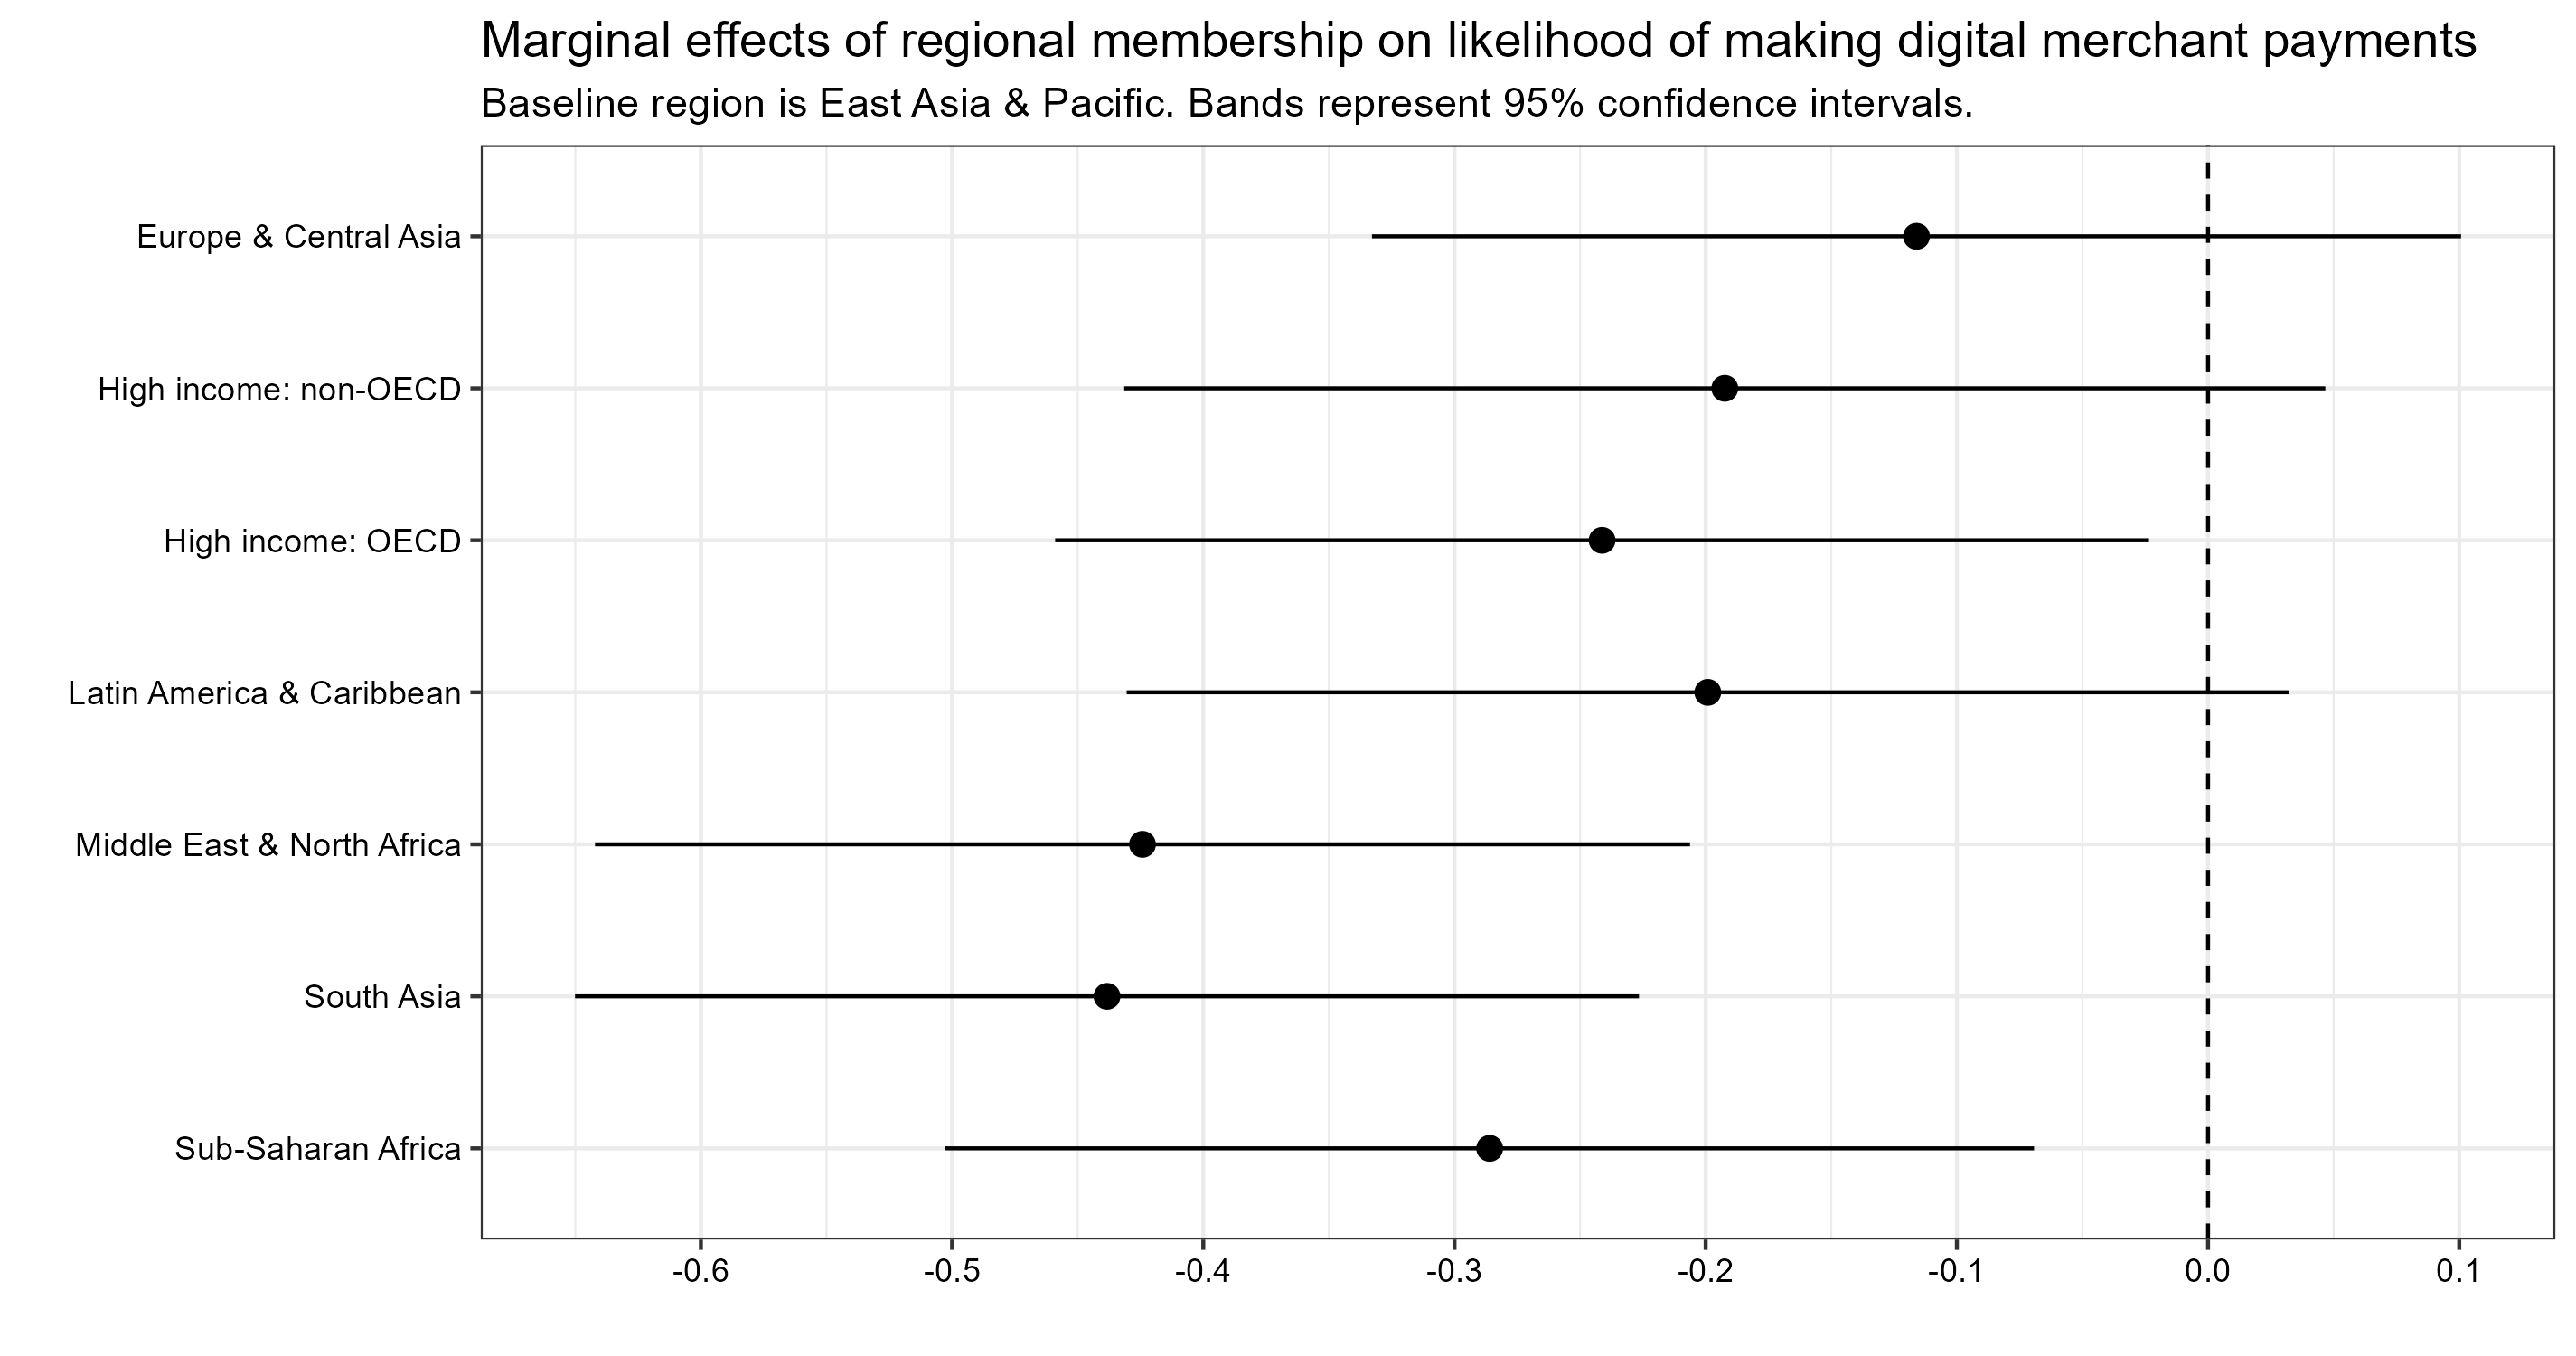 Marginal effects of regional membership on likelihood of making digital merchant payments
Baseline region is East Asia & Pacific. Bands represent 95% confidence intervals.
Europe & Central Asia
High income: non-OECD
High income: OECD
Latin America & Caribbean
Middle East & North Africa
South Asia
Sub-Saharan Africa
-0.6 -0.5 -0.4 -0.3 -0.2 -0.1 0.0 0.1